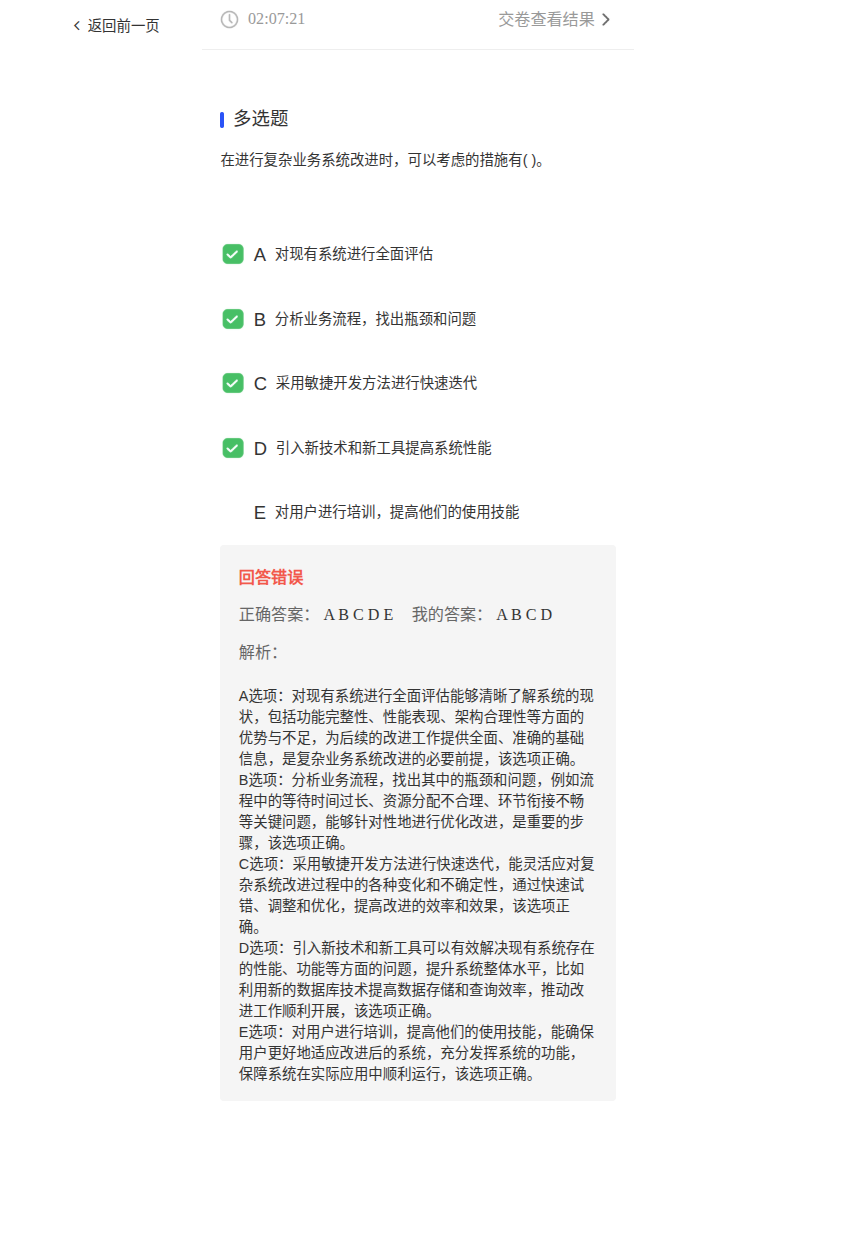 返回前一页
02:07:21
交卷查看结果
多选题
在进行复杂业务系统改进时，可以考虑的措施有( )。
A 对现有系统进行全面评估
B 分析业务流程，找出瓶颈和问题
C 采用敏捷开发方法进行快速迭代
D 引入新技术和新工具提高系统性能
E 对用户进行培训，提高他们的使用技能
回答错误
正确答案： A B C D E 我的答案： A B C D
解析：
A选项：对现有系统进行全面评估能够清晰了解系统的现
状，包括功能完整性、性能表现、架构合理性等方面的
优势与不足，为后续的改进工作提供全面、准确的基础
信息，是复杂业务系统改进的必要前提，该选项正确。
B选项：分析业务流程，找出其中的瓶颈和问题，例如流
程中的等待时间过长、资源分配不合理、环节衔接不畅
等关键问题，能够针对性地进行优化改进，是重要的步
骤，该选项正确。
C选项：采用敏捷开发方法进行快速迭代，能灵活应对复
杂系统改进过程中的各种变化和不确定性，通过快速试
错、调整和优化，提高改进的效率和效果，该选项正
确。
D选项：引入新技术和新工具可以有效解决现有系统存在
的性能、功能等方面的问题，提升系统整体水平，比如
利用新的数据库技术提高数据存储和查询效率，推动改
进工作顺利开展，该选项正确。
E选项：对用户进行培训，提高他们的使用技能，能确保
用户更好地适应改进后的系统，充分发挥系统的功能，
保障系统在实际应用中顺利运行，该选项正确。